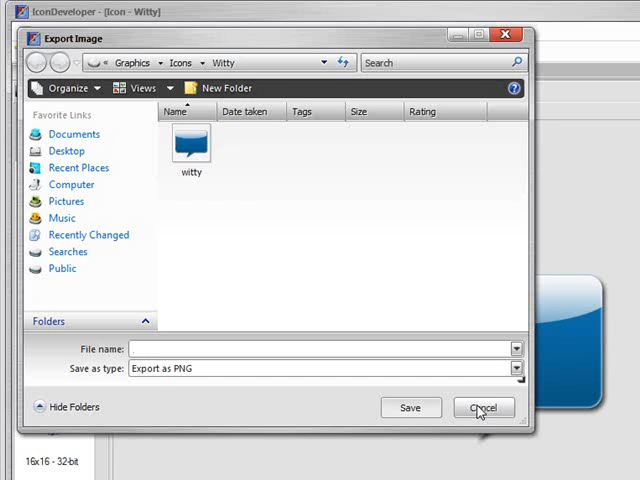 IconDeveloper - [Icon - Witty]
Export Image
« Graphics Icons Witty Search
Organize Views New Folder
Favorite Links Name Date taken Tags Size Rating
Documents
Desktop
Recent Places
Computer
Pictures
Music
Recently Changed
Searches
Public
witty
Folders
File name:
Save as type: Export as PNG
Hide Folders Save Cancel
16x16 - 32-bit